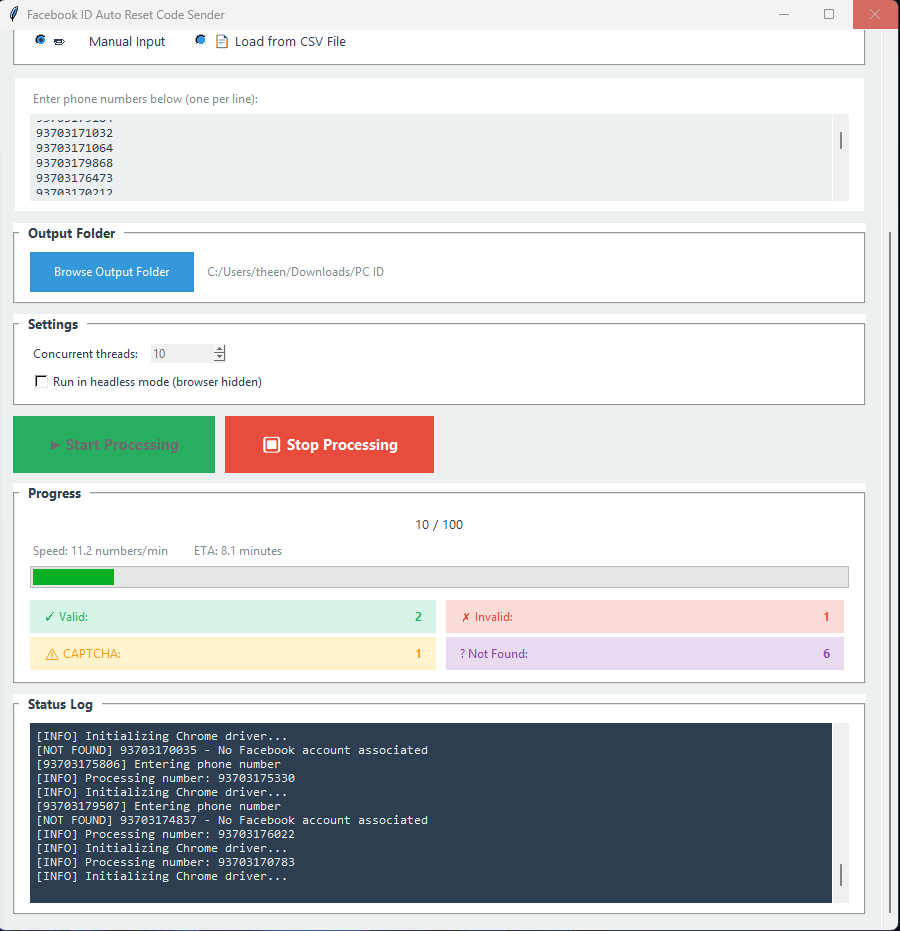 Facebook ID Auto Reset Code Sender
Manual Input Load from CSV File
Enter phone numbers below (one per line):
93703171032
93703171064
93703179868
93703176473
93703170212
Output Folder
Browse Output Folder C:/Users/theen/Downloads/PC ID
Settings
Concurrent threads: 10
Run in headless mode (browser hidden)
▶ Start Processing Stop Processing
Progress
10 / 100
Speed: 11.2 numbers/min ETA: 8.1 minutes
✓ Valid: 2 ✗ Invalid: 1
⚠ CAPTCHA: 1 ? Not Found: 6
Status Log
[INFO] Initializing Chrome driver...
[NOT FOUND] 93703170035 - No Facebook account associated
[93703175806] Entering phone number
[INFO] Processing number: 93703175330
[INFO] Initializing Chrome driver...
[93703179507] Entering phone number
[NOT FOUND] 93703174837 - No Facebook account associated
[INFO] Processing number: 93703176022
[INFO] Initializing Chrome driver...
[INFO] Processing number: 93703170783
[INFO] Initializing Chrome driver...